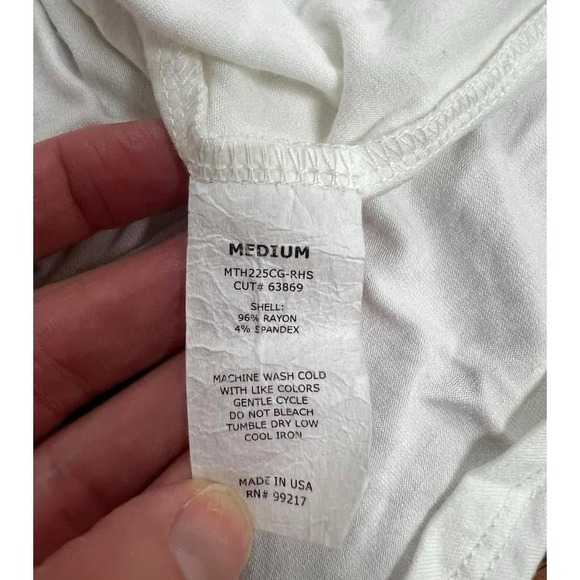 MEDIUM
MTH225CG-RHS
CUT# 63869
SHELL:
96% RAYON
4% SPANDEX
MACHINE WASH COLD
WITH LIKE COLORS
GENTLE CYCLE
DO NOT BLEACH
TUMBLE DRY LOW
COOL IRON
MADE IN USA
RN# 99217